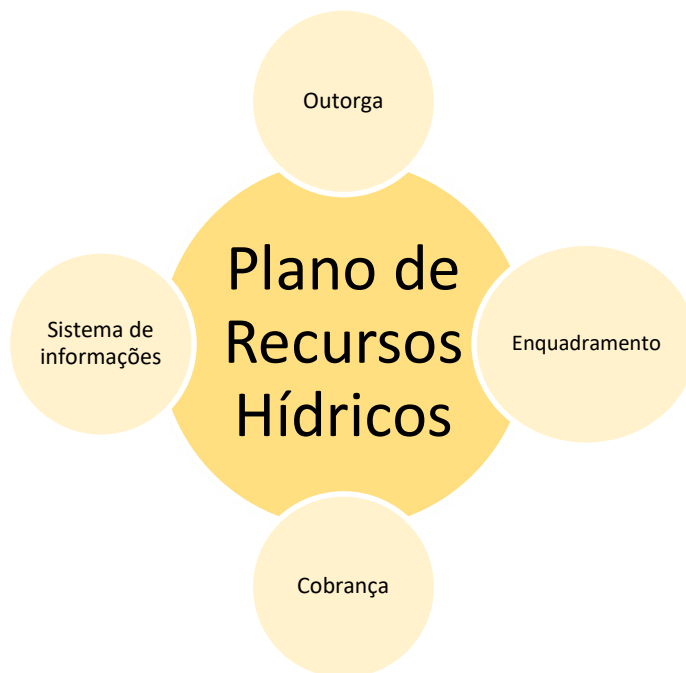 Outorga
Plano de
Recursos
Hídricos
Sistema de
informações
Enquadramento
Cobrança